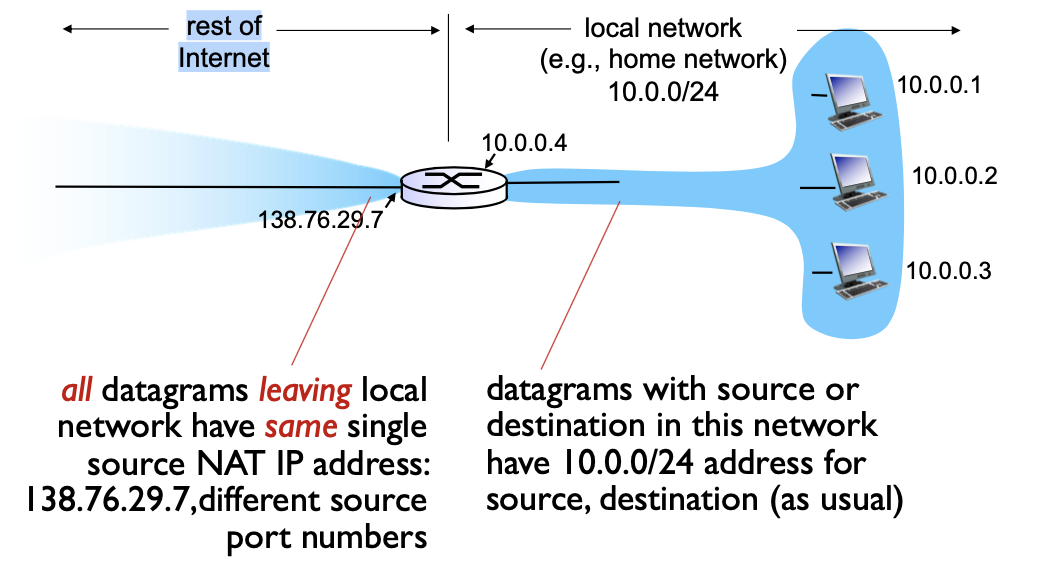 rest of
Internet
local network
(e.g., home network)
10.0.0/24
10.0.0.1
10.0.0.4
10.0.0.2
138.76.29.7
10.0.0.3
all datagrams leaving local
network have same single
source NAT IP address:
138.76.29.7,different source
port numbers
datagrams with source or
destination in this network
have 10.0.0/24 address for
source, destination (as usual)